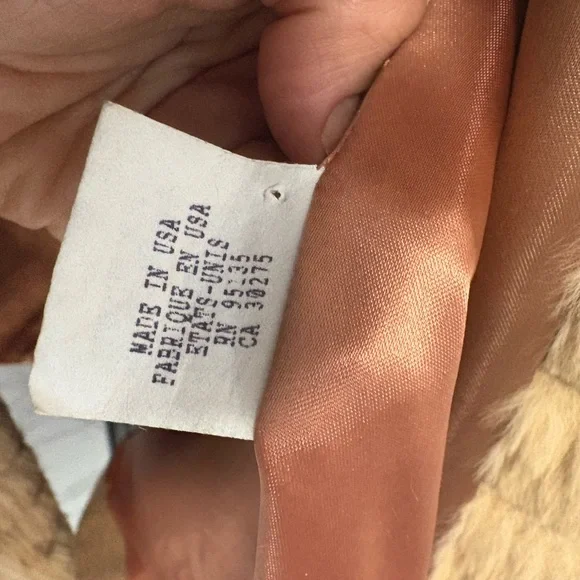 MADE IN USA
FABRIQUE EN USA
ETATS-UNIS
RN 95135
CA 30275